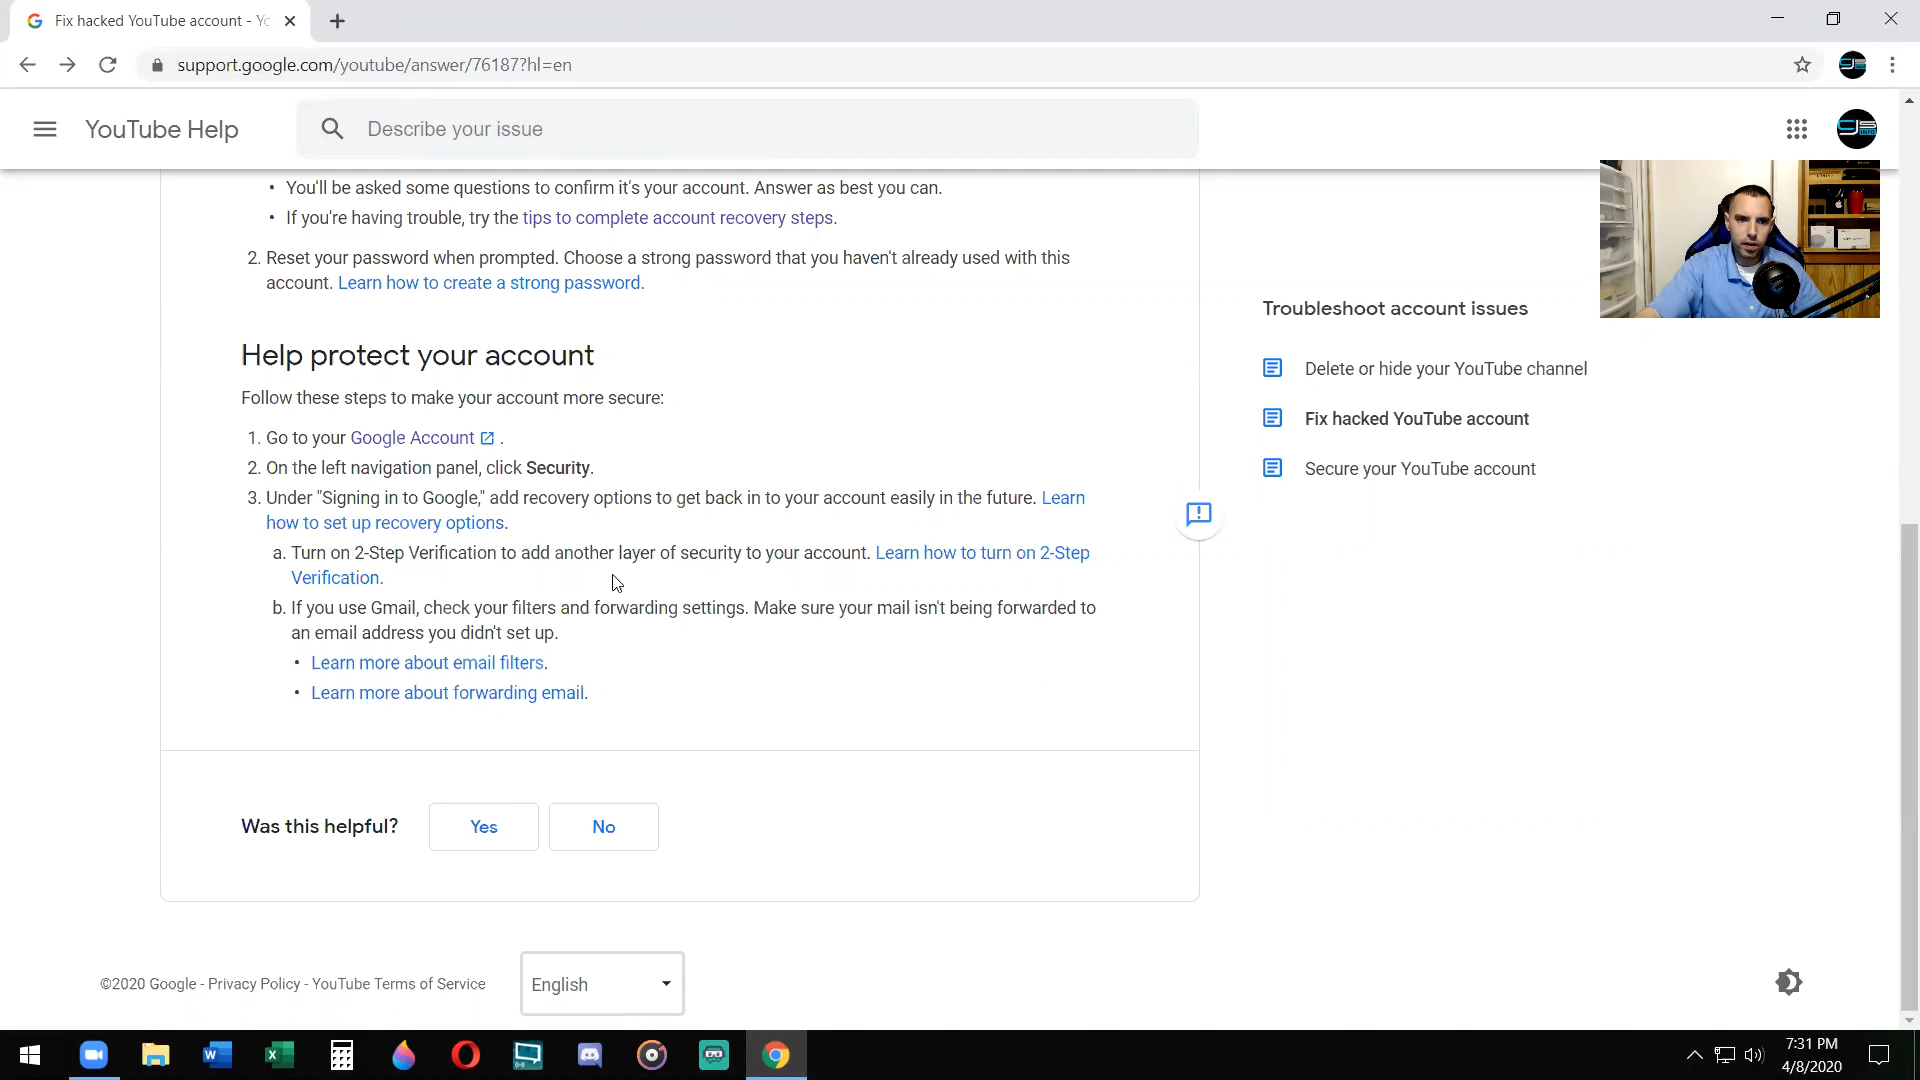 Fix hacked YouTube account - Yo
support.google.com/youtube/answer/76187?hl=en
YouTube Help
Describe your issue
• You'll be asked some questions to confirm it's your account. Answer as best you can.
• If you're having trouble, try the tips to complete account recovery steps.
2. Reset your password when prompted. Choose a strong password that you haven't already used with this
account. Learn how to create a strong password.
Help protect your account
Follow these steps to make your account more secure:
1. Go to your Google Account .
2. On the left navigation panel, click Security.
3. Under "Signing in to Google," add recovery options to get back in to your account easily in the future. Learn
how to set up recovery options.
a. Turn on 2-Step Verification to add another layer of security to your account. Learn how to turn on 2-Step
Verification.
b. If you use Gmail, check your filters and forwarding settings. Make sure your mail isn't being forwarded to
an email address you didn't set up.
• Learn more about email filters.
• Learn more about forwarding email.
Was this helpful?
Yes
No
Troubleshoot account issues
Delete or hide your YouTube channel
Fix hacked YouTube account
Secure your YouTube account
©2020 Google - Privacy Policy - YouTube Terms of Service
English
7:31 PM
4/8/2020